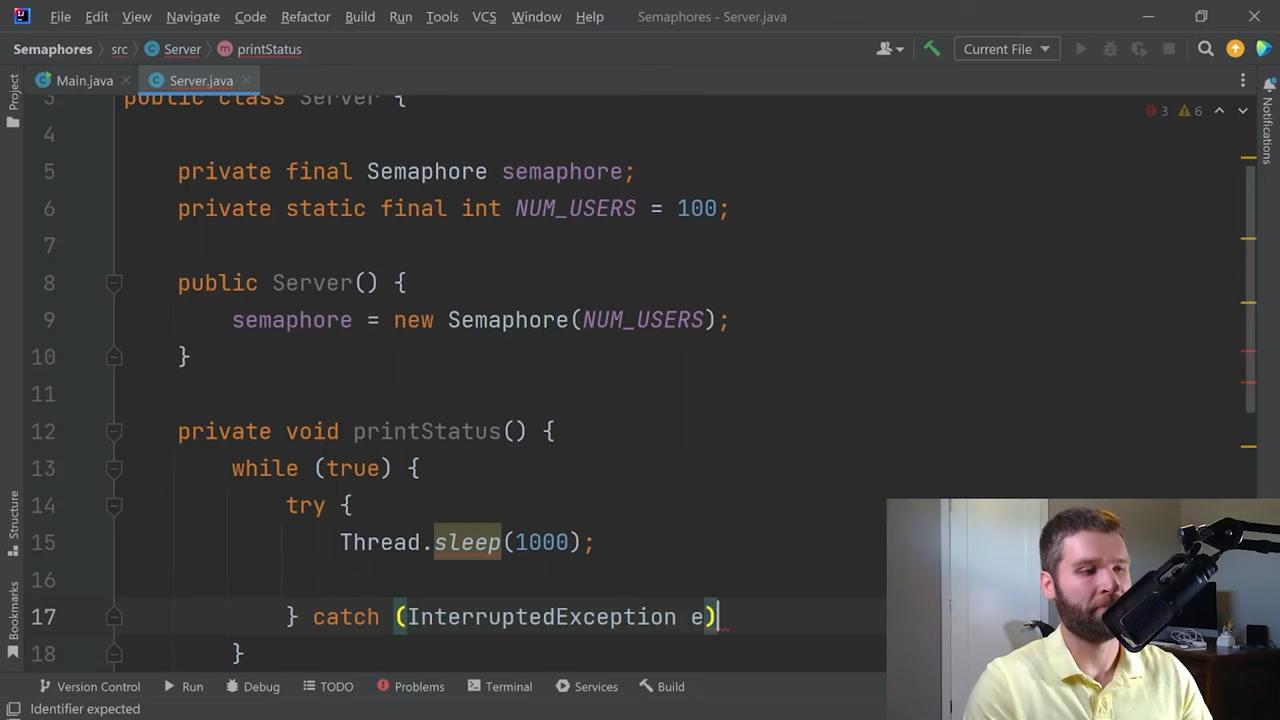 File Edit View Navigate Code Refactor Build Run Tools VCS Window Help Semaphores - Server.java
Semaphores src Server printStatus Current File
Project Main.java Server.java Notifications
3 public class Server {
3 6
4
5 private final Semaphore semaphore;
6 private static final int NUM_USERS = 100;
7
8 public Server() {
9 semaphore = new Semaphore(NUM_USERS);
10 }
11
12 private void printStatus() {
13 while (true) {
14 try {
15 Thread.sleep(1000);
16
17 } catch (InterruptedException e)
18 }
Structure
Bookmarks
Version Control Run Debug TODO Problems Terminal Services Build
Identifier expected